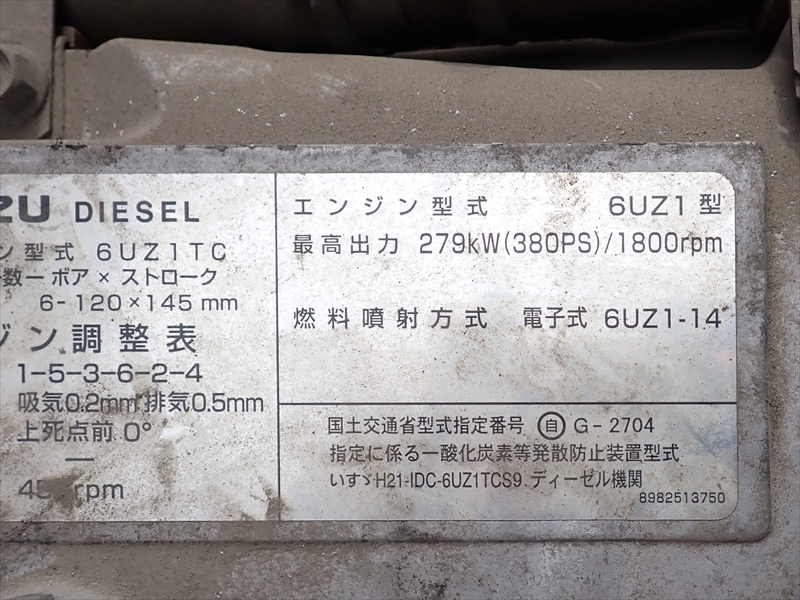 ZU DIESEL
ン型式 6UZ1TC
数ーボア×ストローク
6-120×145mm
ジン調整表
1-5-3-6-2-4
吸気0.2mm排気0.5mm
上死点前 0°
—
rpm
エンジン型式 6UZ1型
最高出力 279kW(380PS)/1800rpm
燃料噴射方式 電子式 6UZ1-14
国土交通省型式指定番号 自 G-2704
指定に係る一酸化炭素等発散防止装置型式
いすゞH21-IDC-6UZ1TCS9. ディーゼル機関
8982513750